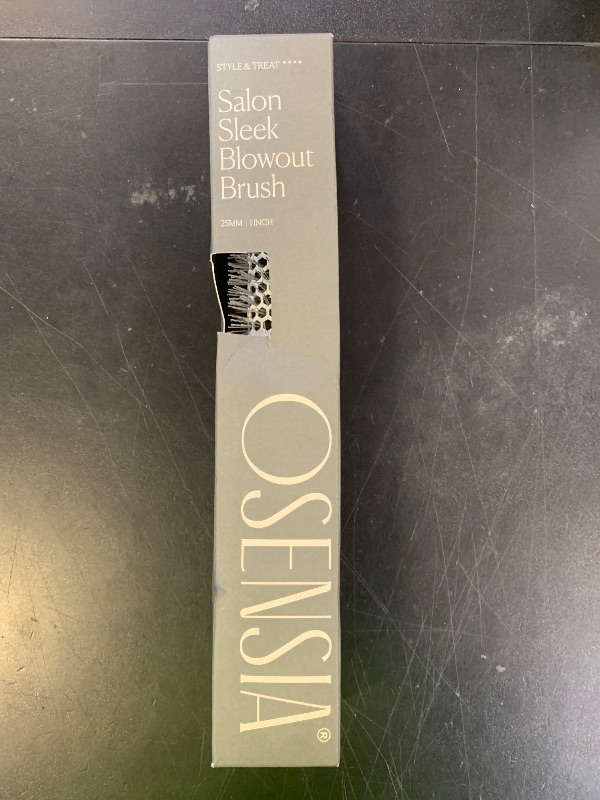 STYLE & TREAT ••••
Salon
Sleek
Blowout
Brush
25MM | 1 INCH
OSENSIA®